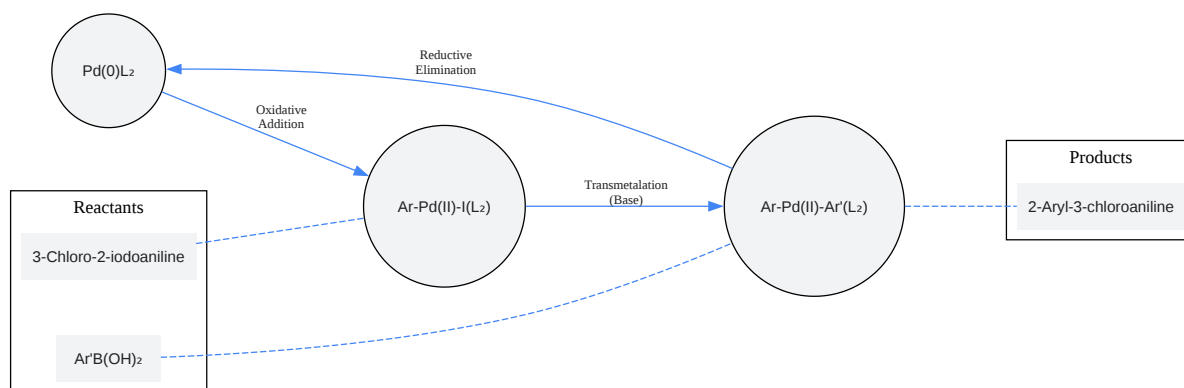 Pd(0)L₂
Reductive
Elimination
Oxidative
Addition
Reactants
3-Chloro-2-iodoaniline
Ar'B(OH)₂
Ar-Pd(II)-I(L₂)
Transmetalation
(Base)
Ar-Pd(II)-Ar'(L₂)
Products
2-Aryl-3-chloroaniline